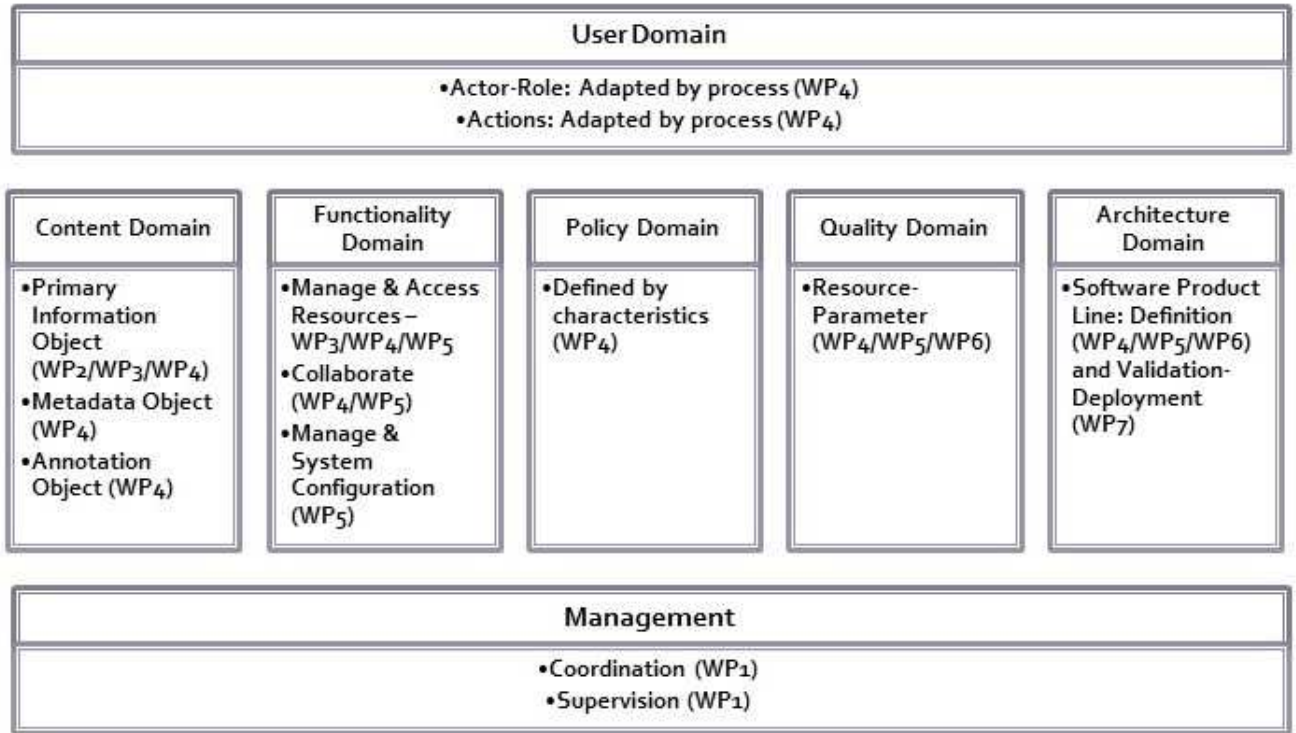 User Domain
•Actor-Role: Adapted by process (WP4)
•Actions: Adapted by process (WP4)
Content Domain
•Primary
Information
Object
(WP2/WP3/WP4)
•Metadata Object
(WP4)
•Annotation
Object (WP4)
Functionality
Domain
•Manage & Access
Resources –
WP3/WP4/WP5
•Collaborate
(WP4/WP5)
•Manage &
System
Configuration
(WP5)
Policy Domain
•Defined by
characteristics
(WP4)
Quality Domain
•Resource-
Parameter
(WP4/WP5/WP6)
Architecture
Domain
•Software Product
Line: Definition
(WP4/WP5/WP6)
and Validation-
Deployment
(WP7)
Management
•Coordination (WP1)
•Supervision (WP1)